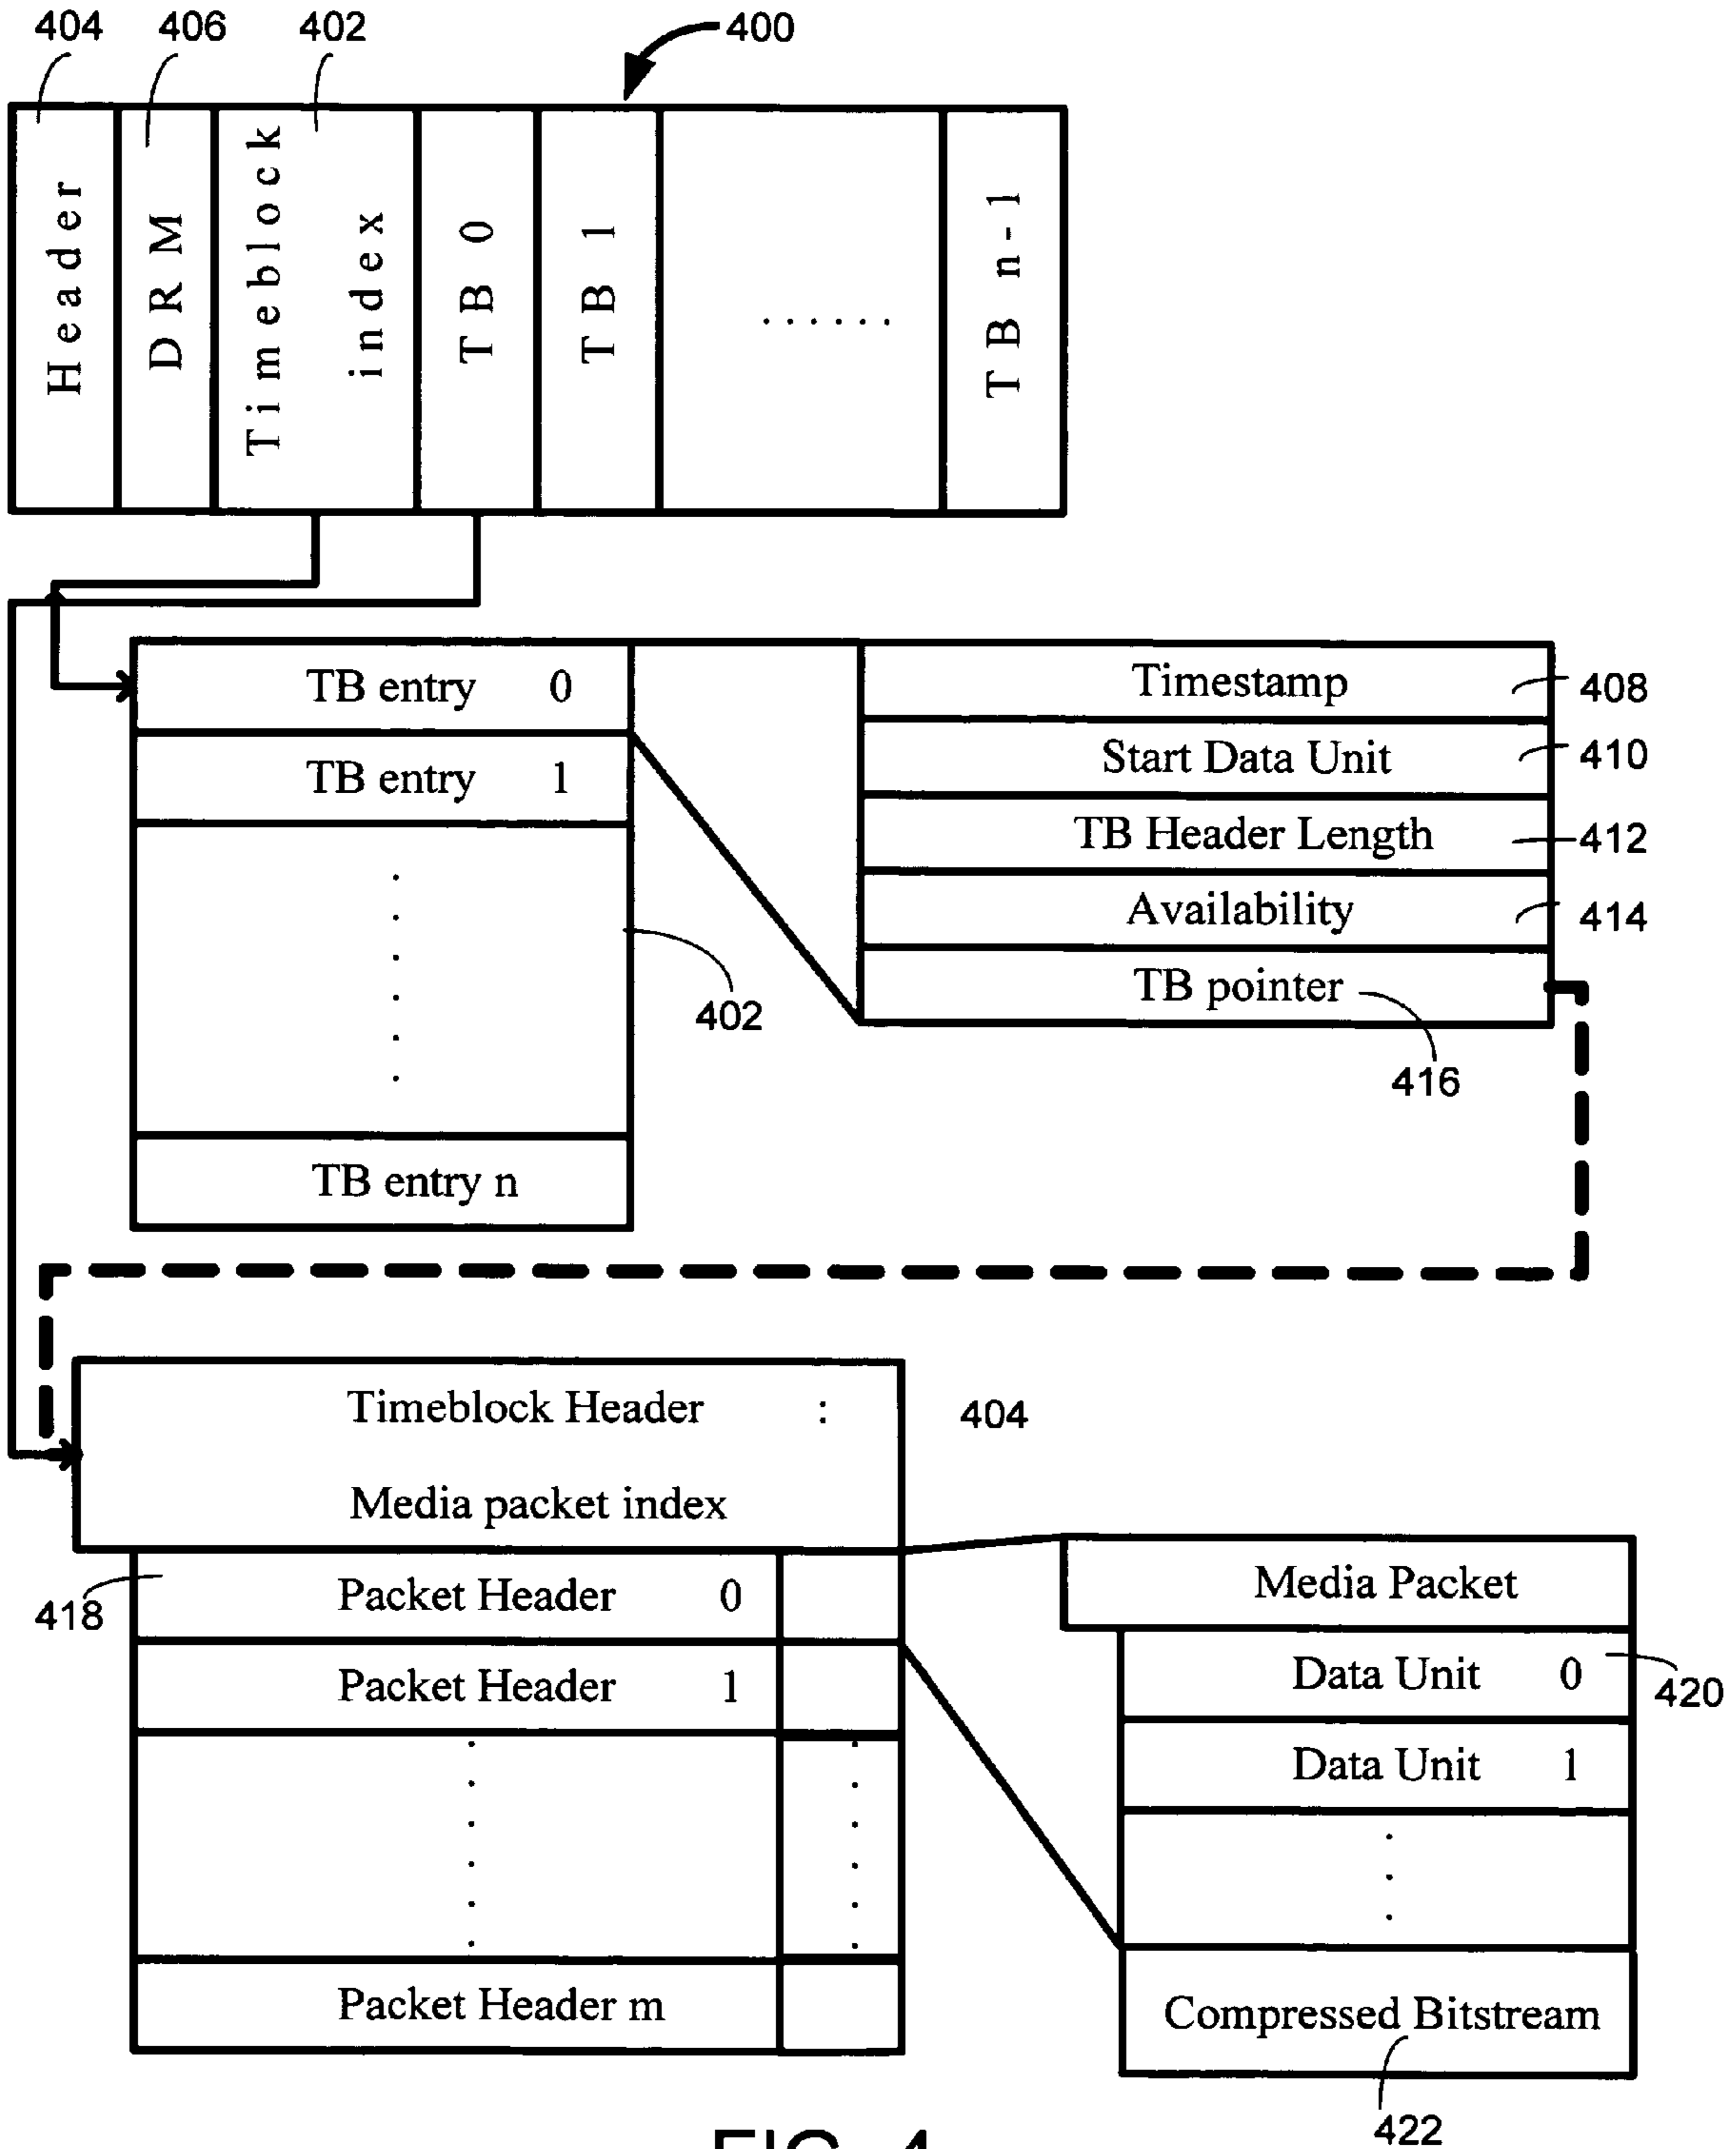 404 406 402 400
Header
DRM
Timeblock
index
TB 0
TB 1
......
TB n-1
TB entry 0
TB entry 1
TB entry n
402
Timestamp 408
Start Data Unit 410
TB Header Length 412
Availability 414
TB pointer
416
Timeblock Header : 404
Media packet index
418
Packet Header 0
Packet Header 1
Packet Header m
Media Packet
Data Unit 0
420
Data Unit 1
Compressed Bitstream
422
FIG. 4